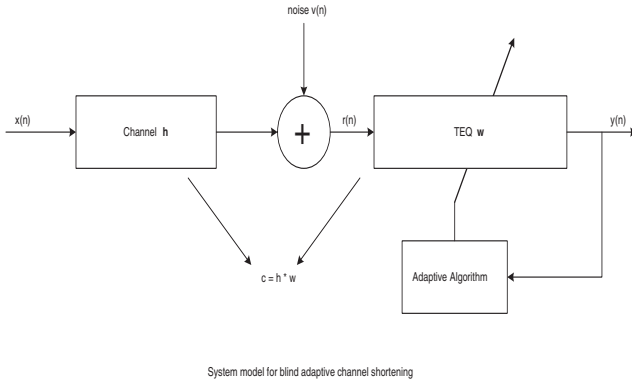 noise v(n)
x(n)
Channel h
+
r(n)
TEQ w
y(n)
c = h * w
Adaptive Algorithm
System model for blind adaptive channel shortening